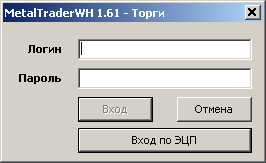 MetalTraderWH 1.61 - Торги
Логин
Пароль
Вход
Отмена
Вход по ЭЦП